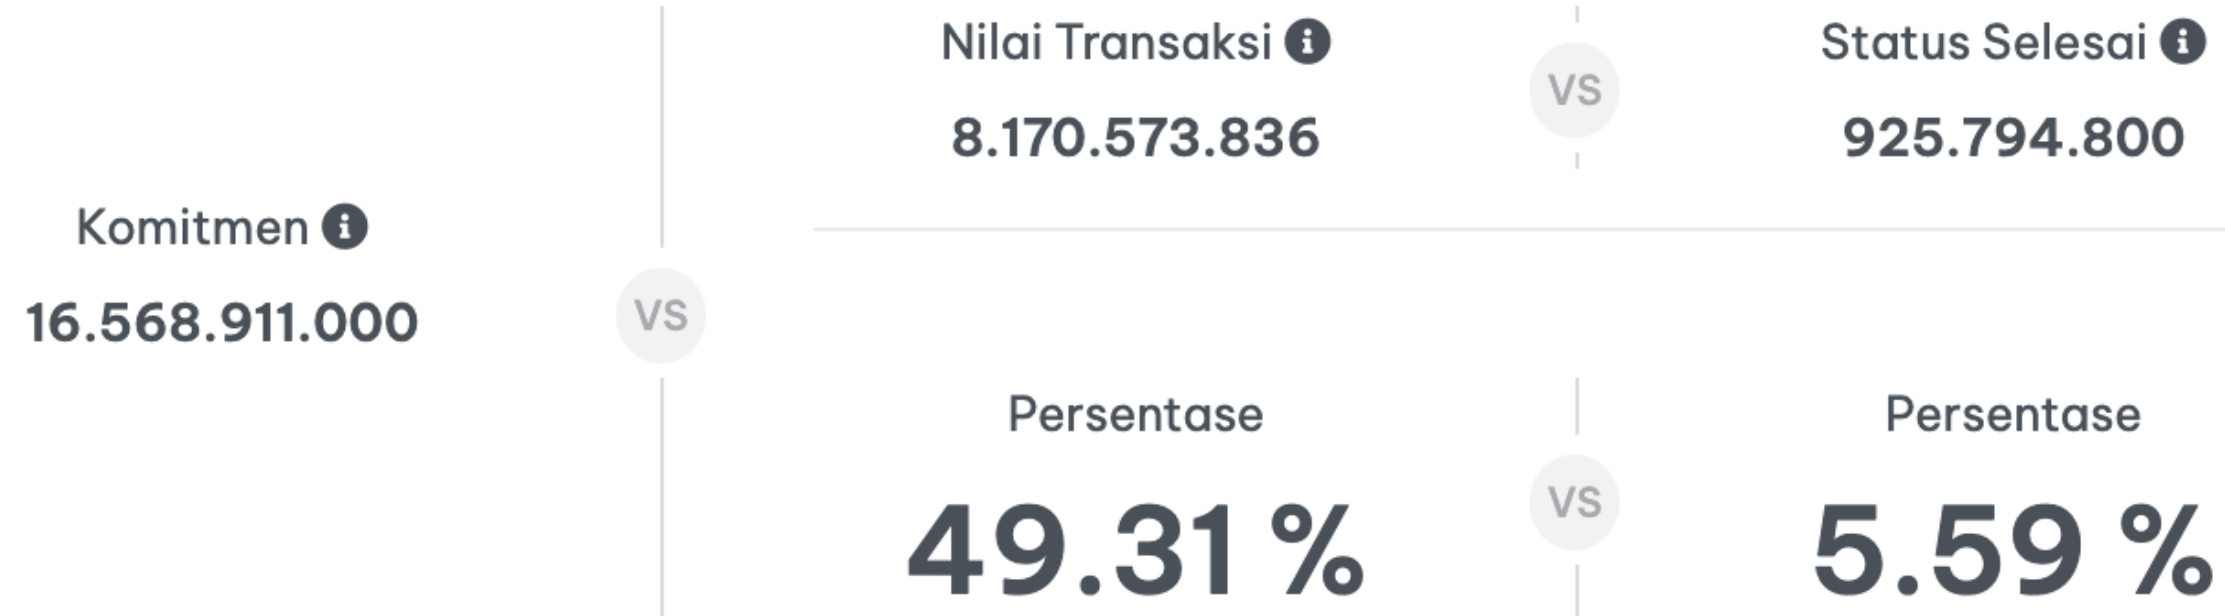 Komitmen
16.568.911.000
VS
Nilai Transaksi
8.170.573.836
VS
Status Selesai
925.794.800
Persentase
49.31 %
VS
Persentase
5.59 %